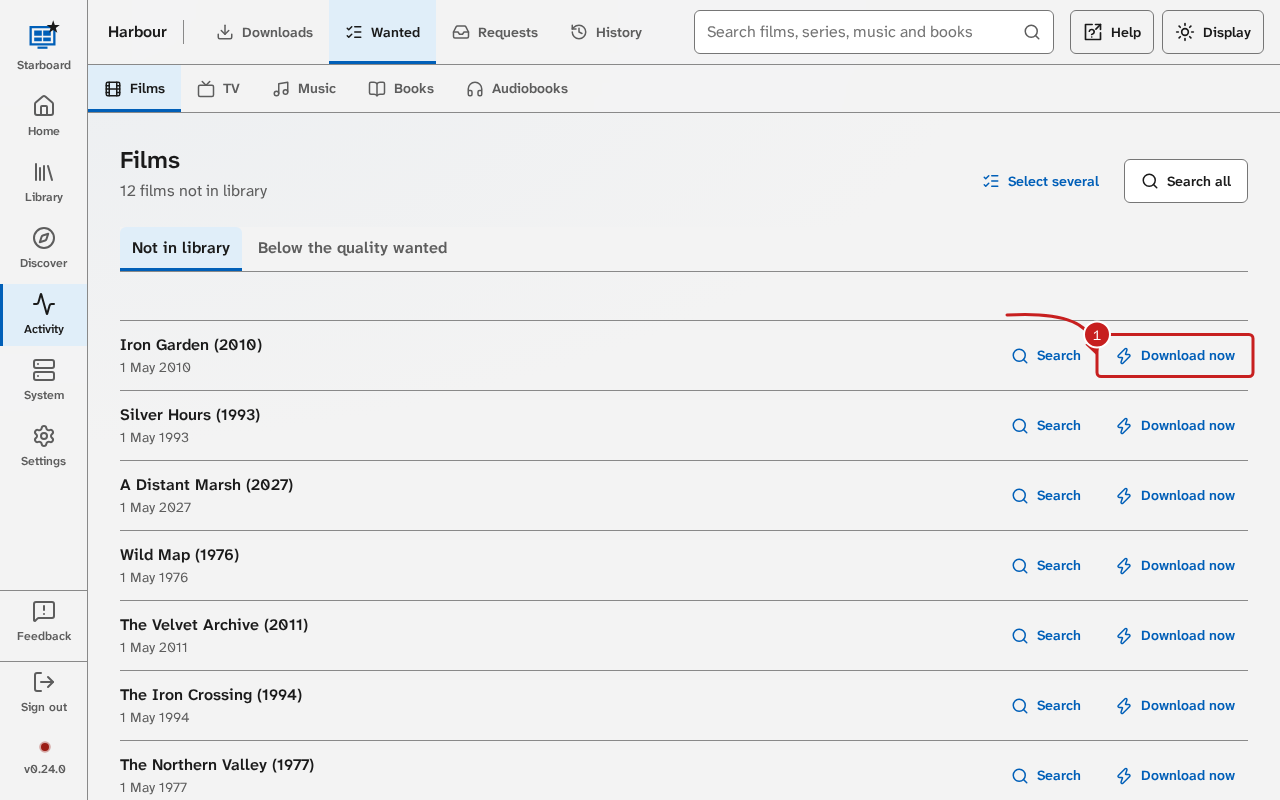 Starboard
Home
Library
Discover
Activity
System
Settings
Feedback
Sign out
v0.24.0
Harbour
Downloads
Wanted
Requests
History
Search films, series, music and books
Help
Display
Films
TV
Music
Books
Audiobooks
Films
12 films not in library
Select several
Search all
Not in library
Below the quality wanted
1
Iron Garden (2010)
1 May 2010
Search
Download now
Silver Hours (1993)
1 May 1993
Search
Download now
A Distant Marsh (2027)
1 May 2027
Search
Download now
Wild Map (1976)
1 May 1976
Search
Download now
The Velvet Archive (2011)
1 May 2011
Search
Download now
The Iron Crossing (1994)
1 May 1994
Search
Download now
The Northern Valley (1977)
1 May 1977
Search
Download now